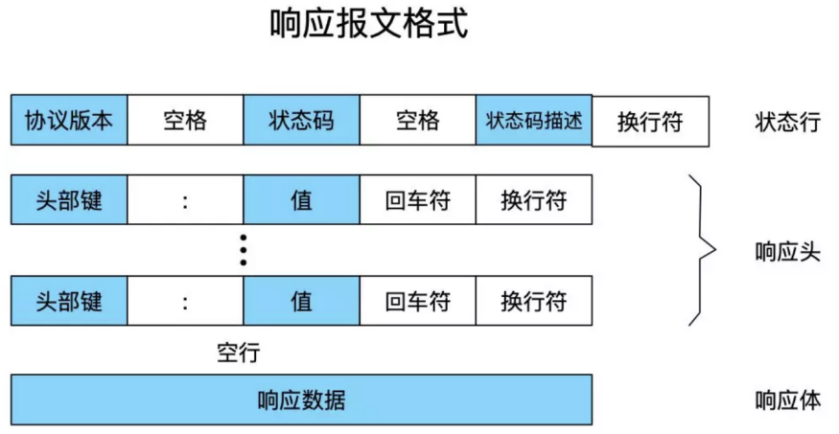 响应报文格式
协议版本 空格 状态码 空格 状态码描述 换行符 状态行
头部键 : 值 回车符 换行符
响应头
头部键 : 值 回车符 换行符
空行
响应数据 响应体